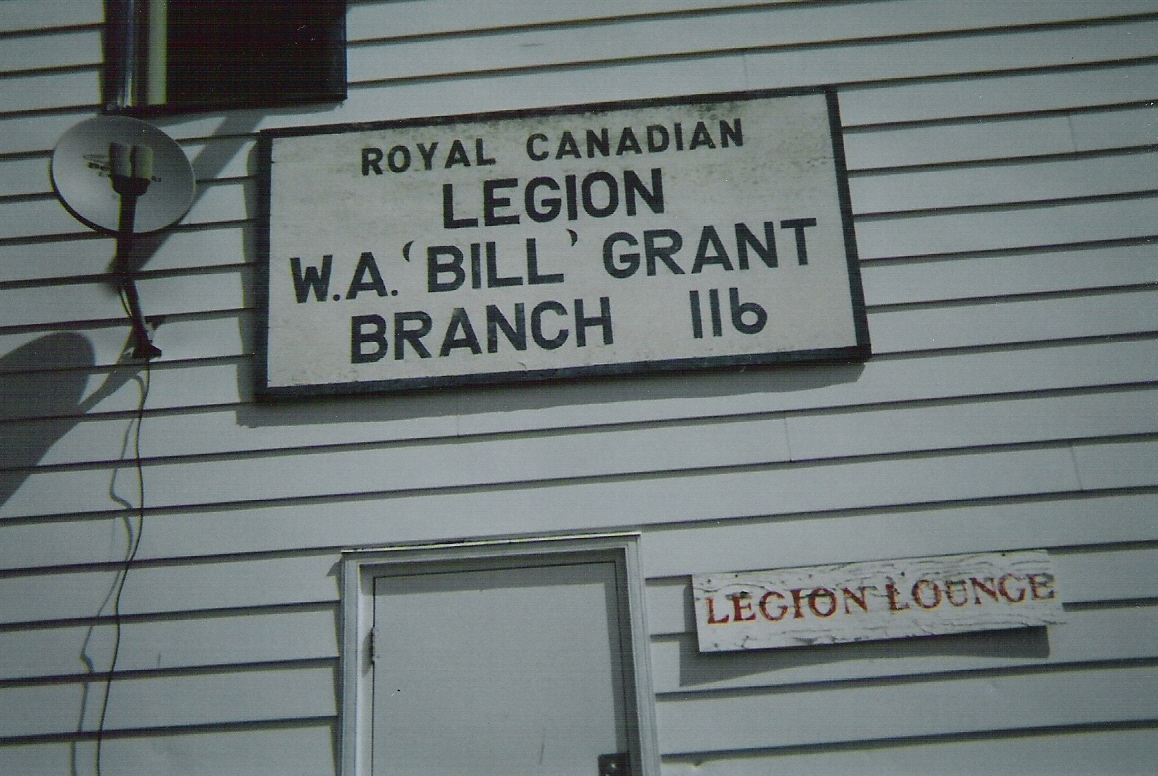 ROYAL CANADIAN
LEGION
W.A. ‘BILL’ GRANT
BRANCH 116
LEGION LOUNGE